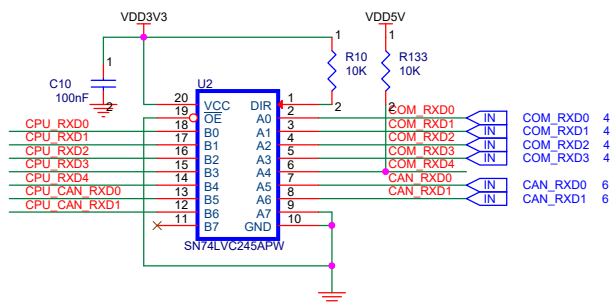 VDD3V3 VDD5V
1 1
1 R10 R133
C10 10K 10K
100nF U2
2 2 2
20 VCC DIR 1
19 OE A0 2 COM_RXD0 IN COM_RXD0 4
CPU_RXD0 18 B0 A1 3 COM_RXD1 IN COM_RXD1 4
CPU_RXD1 17 B1 A2 4 COM_RXD2 IN COM_RXD2 4
CPU_RXD2 16 B2 A3 5 COM_RXD3 IN COM_RXD3 4
CPU_RXD3 15 B3 A4 6 COM_RXD4
CPU_RXD4 14 B4 A5 7 CAN_RXD0 IN CAN_RXD0 6
CPU_CAN_RXD0 13 B5 A6 8 CAN_RXD1 IN CAN_RXD1 6
CPU_CAN_RXD1 12 B6 A7 9
11 B7 GND 10
SN74LVC245APW